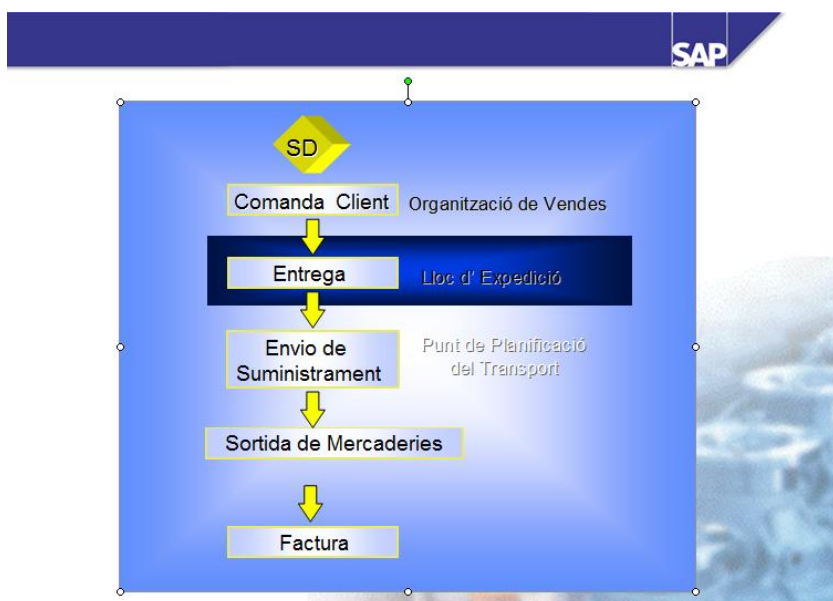 SAP
SD
Comanda Client
Organització de Vendes
Entrega
Lloc d' Expedició
Envio de
Suministrament
Punt de Planificació
del Transport
Sortida de Mercaderies
Factura